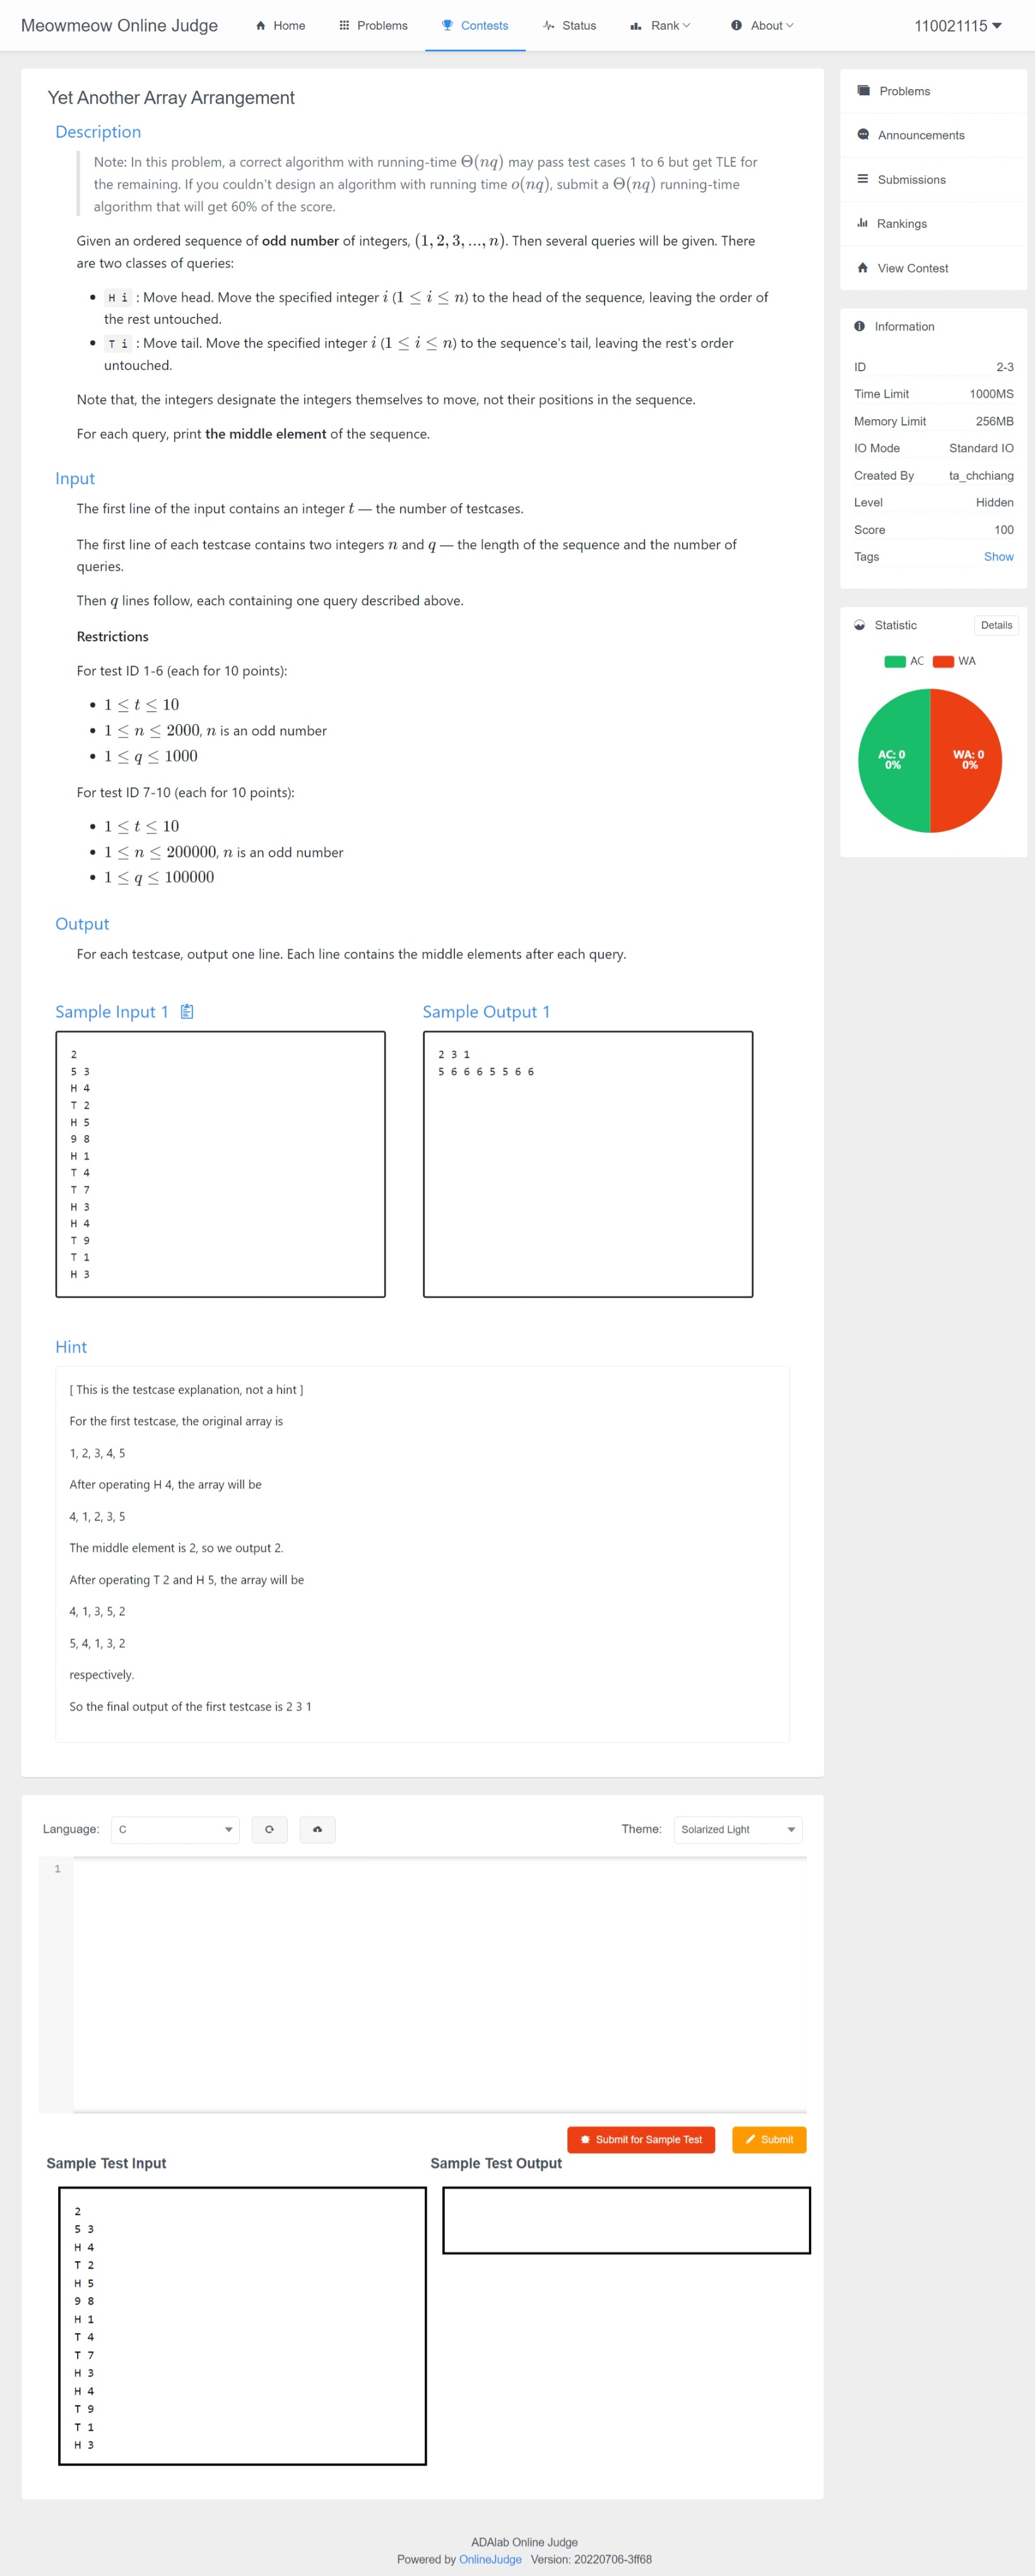 Meowmeow Online Judge
Home
Problems
Contests
Status
Rank
About
110021115
Yet Another Array Arrangement
Description
Note: In this problem, a correct algorithm with running-time Θ(nq) may pass test cases 1 to 6 but get TLE for
the remaining. If you couldn't design an algorithm with running time o(nq), submit a Θ(nq) running-time
algorithm that will get 60% of the score.
Given an ordered sequence of odd number of integers, (1, 2, 3, ..., n). Then several queries will be given. There
are two classes of queries:
• H i : Move head. Move the specified integer i (1 ≤ i ≤ n) to the head of the sequence, leaving the order of
the rest untouched.
• T i : Move tail. Move the specified integer i (1 ≤ i ≤ n) to the sequence's tail, leaving the rest's order
untouched.
Note that, the integers designate the integers themselves to move, not their positions in the sequence.
For each query, print the middle element of the sequence.
Input
The first line of the input contains an integer t — the number of testcases.
The first line of each testcase contains two integers n and q — the length of the sequence and the number of
queries.
Then q lines follow, each containing one query described above.
Restrictions
For test ID 1-6 (each for 10 points):
• 1 ≤ t ≤ 10
• 1 ≤ n ≤ 2000, n is an odd number
• 1 ≤ q ≤ 1000
For test ID 7-10 (each for 10 points):
• 1 ≤ t ≤ 10
• 1 ≤ n ≤ 200000, n is an odd number
• 1 ≤ q ≤ 100000
Output
For each testcase, output one line. Each line contains the middle elements after each query.
Sample Input 1
2
5 3
H 4
T 2
H 5
9 8
H 1
T 4
T 7
H 3
H 4
T 9
T 1
H 3
Sample Output 1
2 3 1
5 6 6 6 5 5 6 6
Hint
[ This is the testcase explanation, not a hint ]
For the first testcase, the original array is
1, 2, 3, 4, 5
After operating H 4, the array will be
4, 1, 2, 3, 5
The middle element is 2, so we output 2.
After operating T 2 and H 5, the array will be
4, 1, 3, 5, 2
5, 4, 1, 3, 2
respectively.
So the final output of the first testcase is 2 3 1
Problems
Announcements
Submissions
Rankings
View Contest
Information
ID 2-3
Time Limit 1000MS
Memory Limit 256MB
IO Mode Standard IO
Created By ta_chchiang
Level Hidden
Score 100
Tags Show
Statistic
Details
AC WA
AC: 0
0%
WA: 0
0%
Language: C
Theme: Solarized Light
1
Submit for Sample Test
Submit
Sample Test Input
2
5 3
H 4
T 2
H 5
9 8
H 1
T 4
T 7
H 3
H 4
T 9
T 1
H 3
Sample Test Output
ADAlab Online Judge
Powered by OnlineJudge Version: 20220706-3ff68